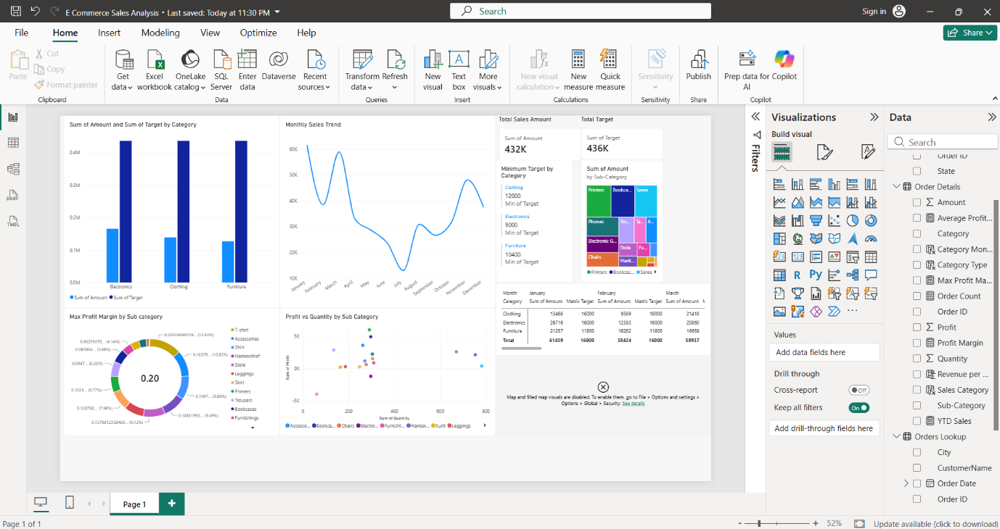 E Commerce Sales Analysis • Last saved: Today at 11:30 PM
Search
Sign in
File
Home
Insert
Modeling
View
Optimize
Help
Share
Paste
Cut
Copy
Format painter
Clipboard
Get data
Excel workbook
OneLake catalog
SQL Server
Enter data
Dataverse
Recent sources
Data
Transform data
Refresh
Queries
New visual
Text box
More visuals
Insert
New visual calculation
New measure
Quick measure
Calculations
Sensitivity
Sensitivity
Publish
Share
Prep data for AI
Copilot
Copilot
Sum of Amount and Sum of Target by Category
0.4M
0.3M
0.2M
0.1M
0.0M
Electronics
Clothing
Furniture
Sum of Amount
Sum of Target
Monthly Sales Trend
60K
50K
40K
30K
20K
10K
January
February
March
April
May
June
July
August
September
October
November
December
Total Sales Amount
Total Target
Sum of Amount
432K
Sum of Target
436K
Minimum Target by Category
Clothing
12000
Min of Target
Electronics
9000
Min of Target
Furniture
10400
Min of Target
Sum of Amount
by Sub-Category
Printers
Bookca...
Saree
Phones
Tro...
Ta...
A...
Electronic G...
Stole
Fu...
Chairs
Hank...
Printers
Bookcas...
Saree
Month January February March
Category Sum of Amount Matrix Target Sum of Amount Matrix Target Sum of Amount M
Clothing 13466 16000 9569 16000 21418
Electronics 26716 16000 12593 16000 20860
Furniture 21257 11800 16262 11800 16659
Total 61439 16000 38424 16000 58937
Max Profit Margin by Sub category
0.20319696559... (13.43%)
0.16379... (10.82%)
0.1497... (9.89%)
0.14361993... (9.49%)
0.1379812358460... (9.12%)
0.120760... (7.98%)
0.1023... (6.77%)
0.0947... (6.26%)
0.085904... (5.68%)
0.06259270... (4.14%)
0.20
T-shirt
Accessories
Shirt
Hankerchief
Stole
Leggings
Skirt
Printers
Trousers
Bookcases
Furnishings
Profit vs Quantity by Sub Category
5K
0K
-5K
Sum of Profit
0
200
400
600
800
Sum of Quantity
Accesso...
Bookca...
Chairs
Electro...
Furnishi...
Hanker...
Kurti
Leggings
Map and filled map visuals are disabled. To enable them, go to File > Options and settings >
Options > Global > Security. See details
Filters
Visualizations
Build visual
Values
Add data fields here
Drill through
Cross-report
Off
Keep all filters
On
Add drill-through fields here
Data
Search
Order ID
State
Order Details
Amount
Average Profit...
Category
Category Mon...
Category Type
Max Profit Ma...
Order Count
Order ID
Profit
Profit Margin
Quantity
Revenue per ...
Sales Category
Sub-Category
YTD Sales
Orders Lookup
City
CustomerName
Order Date
Order ID
DAX
TMDL
123
123
R
Py
Page 1
Page 1 of 1
52%
Update available (click to download)